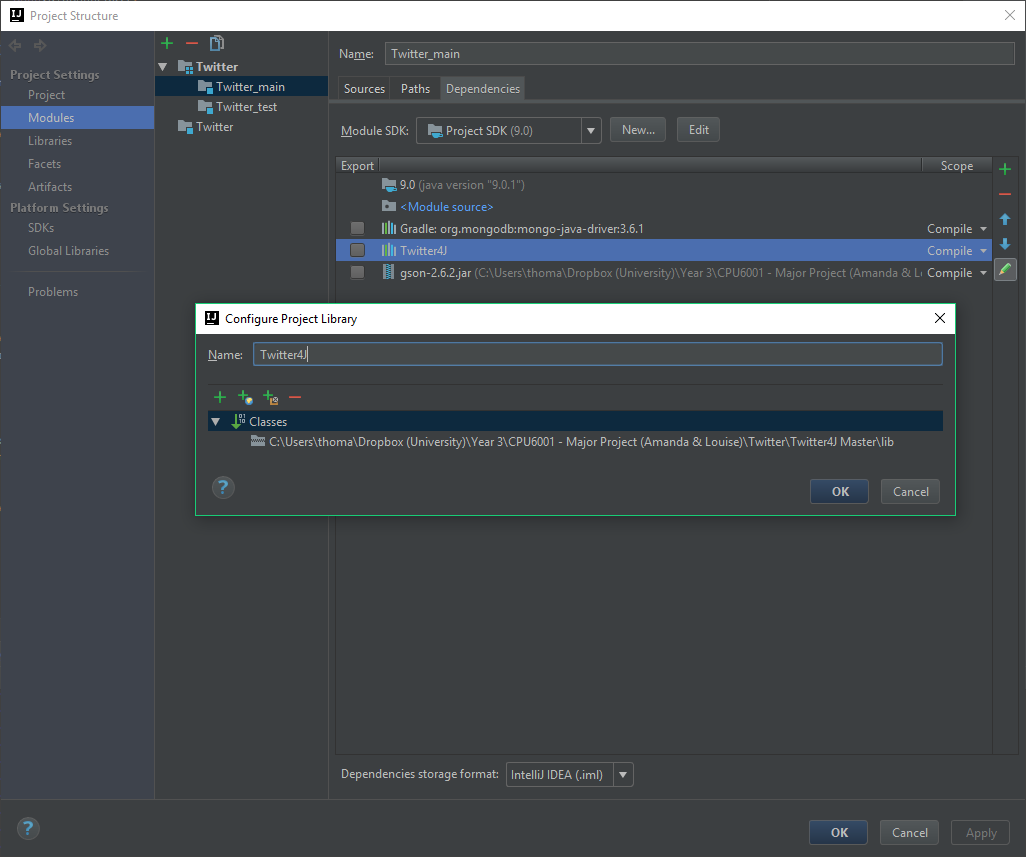 Project Structure
Project Settings
Project
Modules
Libraries
Facets
Artifacts
Platform Settings
SDKs
Global Libraries
Problems
Twitter
Twitter_main
Twitter_test
Twitter
Name: Twitter_main
Sources Paths Dependencies
Module SDK: Project SDK (9.0) New... Edit
Export Scope
9.0 (java version "9.0.1")
<Module source>
Gradle: org.mongodb:mongo-java-driver:3.6.1 Compile
Twitter4J Compile
gson-2.6.2.jar (C:\Users\thoma\Dropbox (University)\Year 3\CPU6001 - Major Project (Amanda & Lo Compile
Configure Project Library
Name: Twitter4J
Classes
C:\Users\thoma\Dropbox (University)\Year 3\CPU6001 - Major Project (Amanda & Louise)\Twitter\Twitter4J Master\lib
? OK Cancel
Dependencies storage format: IntelliJ IDEA (.iml)
? OK Cancel Apply